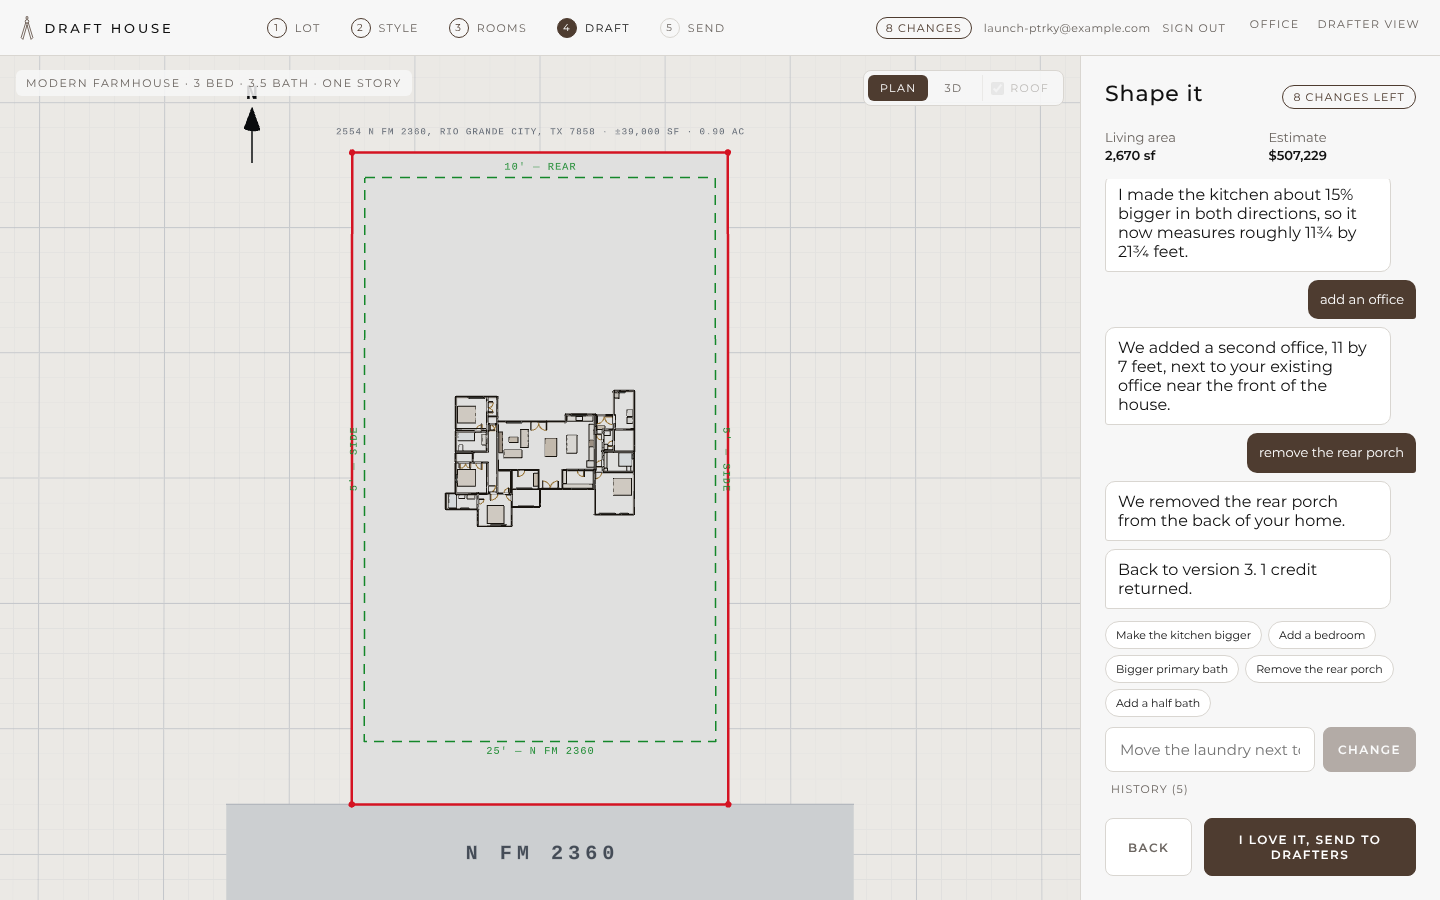 DRAFT HOUSE
1 LOT
2 STYLE
3 ROOMS
4 DRAFT
5 SEND
8 CHANGES
launch-ptrky@example.com
SIGN OUT
OFFICE
DRAFTER VIEW
MODERN FARMHOUSE · 3 BED · 3.5 BATH · ONE STORY
N
PLAN
3D
ROOF
2554 N FM 2360, RIO GRANDE CITY, TX 7858 · ±39,000 SF · 0.90 AC
10' — REAR
5' — SIDE
5' — SIDE
25' — N FM 2360
N FM 2360
Shape it
8 CHANGES LEFT
Living area
2,670 sf
Estimate
$507,229
I made the kitchen about 15%
bigger in both directions, so it
now measures roughly 11¾ by
21¾ feet.
add an office
We added a second office, 11 by
7 feet, next to your existing
office near the front of the
house.
remove the rear porch
We removed the rear porch
from the back of your home.
Back to version 3. 1 credit
returned.
Make the kitchen bigger
Add a bedroom
Bigger primary bath
Remove the rear porch
Add a half bath
Move the laundry next to
CHANGE
HISTORY (5)
BACK
I LOVE IT, SEND TO
DRAFTERS